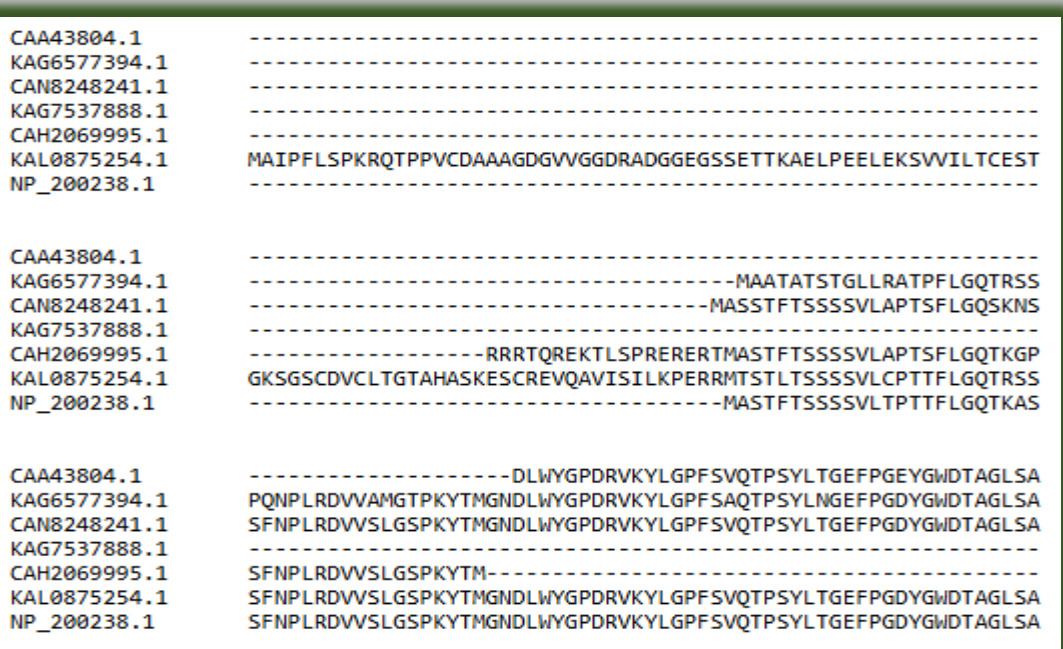 CAA43804.1 ------------------------------------------------------------
KAG6577394.1 ------------------------------------------------------------
CAN8248241.1 ------------------------------------------------------------
KAG7537888.1 ------------------------------------------------------------
CAH2069995.1 ------------------------------------------------------------
KAL0875254.1 MAIPFLSPKRQTPPVCDAAAGDGVVGGDRADGGEGSSETTKAELPEELEKSVVILTCEST
NP_200238.1 ------------------------------------------------------------
CAA43804.1 ------------------------------------------------------------
KAG6577394.1 -------------------------------------MAATATSTGLLRATPFLGQTRSS
CAN8248241.1 -----------------------------------MASSTFTSSSSVLAPTSFLGQSKNS
KAG7537888.1 ------------------------------------------------------------
CAH2069995.1 ------------------RRRTQREKTLSPRERERTMASTFTSSSSVLAPTSFLGQTKGP
KAL0875254.1 GKSGSCDVCLTGTAHASKESCREVQAVISILKPERRMTSTLTSSSSVLCPTTFLGQTRSS
NP_200238.1 ------------------------------------MASTFTSSSSVLTPTTFLGQTKAS
CAA43804.1 --------------------DLWYGPDRVKYLGPFSVQTPSYLTGEFPGEYGWDTAGLSA
KAG6577394.1 PQNPLRDVVAMGTPKYTMGNDLWYGPDRVKYLGPFSAQTPSYLNGEFPGDYGWDTAGLSA
CAN8248241.1 SFNPLRDVVSLGSPKYTMGNDLWYGPDRVKYLGPFSVQTPSYLTGEFPGDYGWDTAGLSA
KAG7537888.1 ------------------------------------------------------------
CAH2069995.1 SFNPLRDVVSLGSPKYTM------------------------------------------
KAL0875254.1 SFNPLRDVVSLGSPKYTMGNDLWYGPDRVKYLGPFSVQTPSYLTGEFPGDYGWDTAGLSA
NP_200238.1 SFNPLRDVVSLGSPKYTMGNDLWYGPDRVKYLGPFSVQTPSYLTGEFPGDYGWDTAGLSA